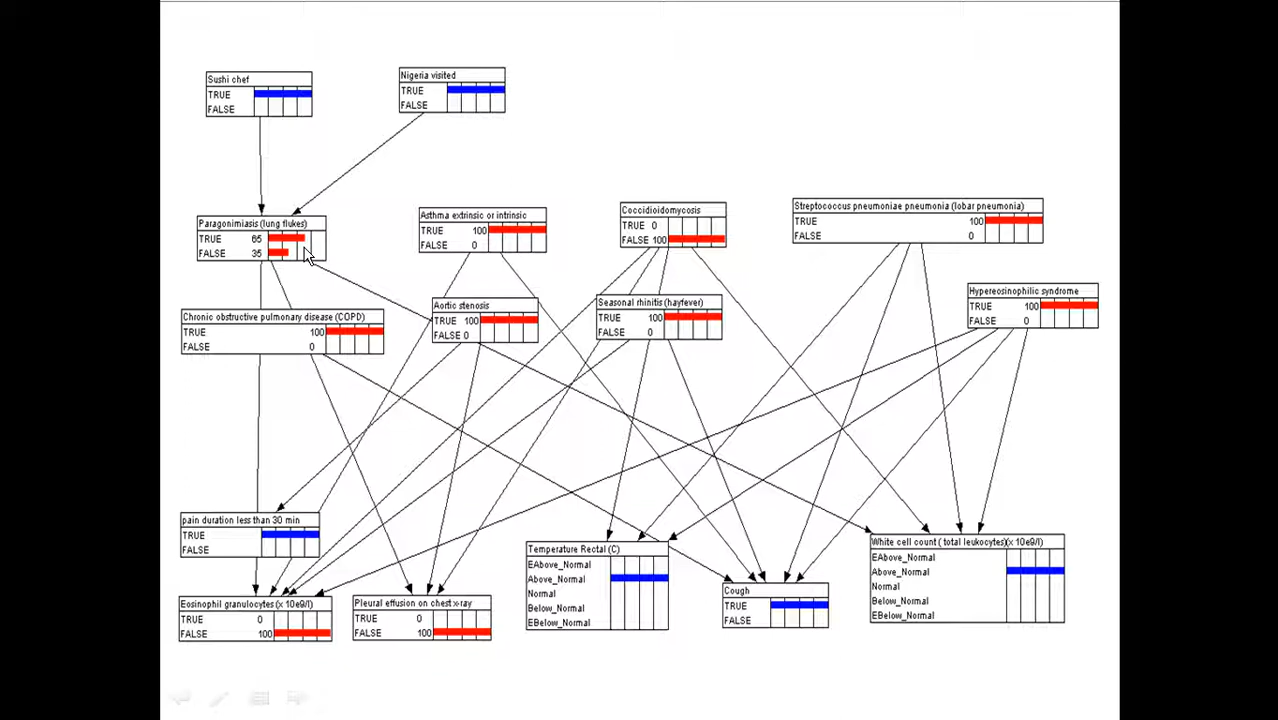 Sushi chef
TRUE
FALSE
Nigeria visited
TRUE
FALSE
Paragonimiasis (lung flukes)
TRUE 65
FALSE 35
Asthma extrinsic or intrinsic
TRUE 100
FALSE 0
Coccidioidomycosis
TRUE 0
FALSE 100
Streptococcus pneumoniae pneumonia (lobar pneumonia)
TRUE 100
FALSE 0
Hypereosinophilic syndrome
TRUE 100
FALSE 0
Chronic obstructive pulmonary disease (COPD)
TRUE 100
FALSE 0
Aortic stenosis
TRUE 100
FALSE 0
Seasonal rhinitis (hayfever)
TRUE 100
FALSE 0
pain duration less than 30 min
TRUE
FALSE
Eosinophil granulocytes (x 10e9/l)
TRUE 0
FALSE 100
Pleural effusion on chest x-ray
TRUE 0
FALSE 100
Temperature Rectal (C)
EAbove_Normal
Above_Normal
Normal
Below_Normal
EBelow_Normal
Cough
TRUE
FALSE
White cell count ( total leukocytes)(x 10e9/l)
EAbove_Normal
Above_Normal
Normal
Below_Normal
EBelow_Normal